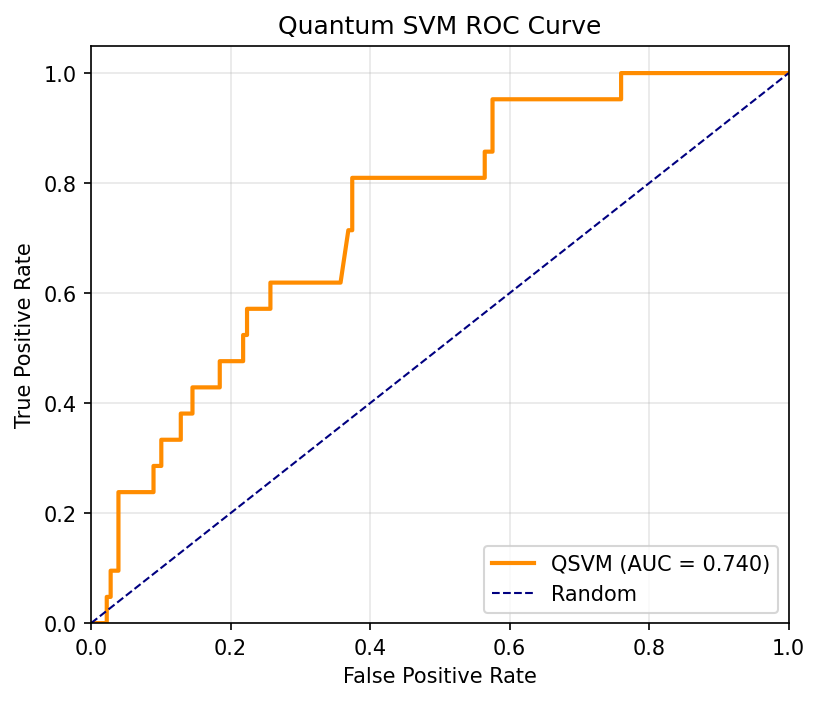 Quantum SVM ROC Curve
True Positive Rate
1.0
0.8
0.6
0.4
0.2
0.0
QSVM (AUC = 0.740)
Random
0.0 0.2 0.4 0.6 0.8 1.0
False Positive Rate